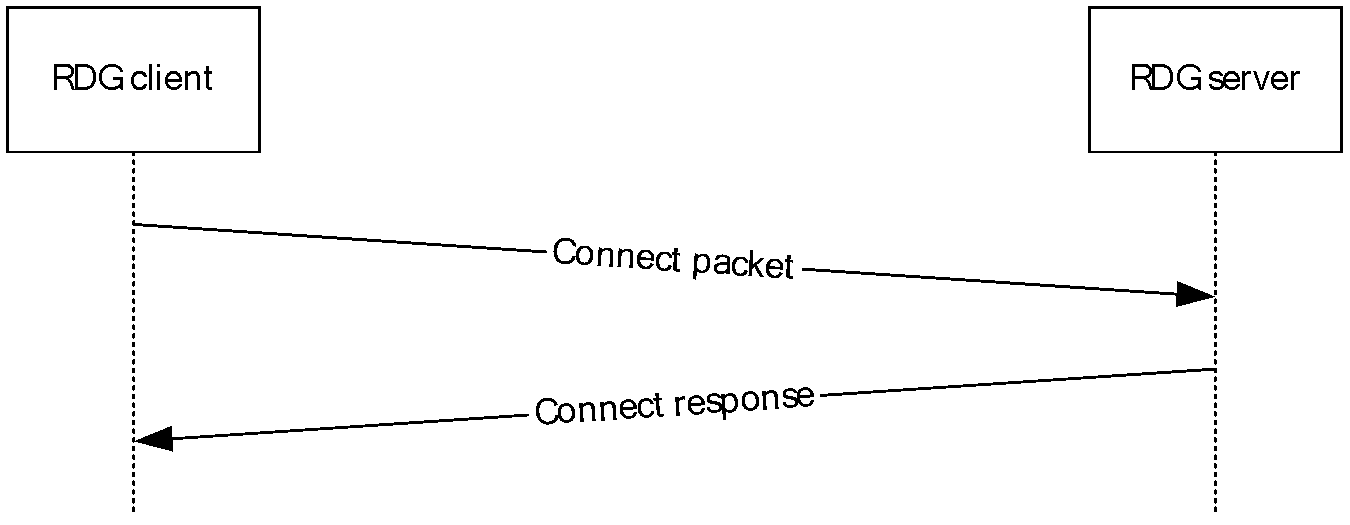 RDG client
RDG server
Connect packet
Connect response